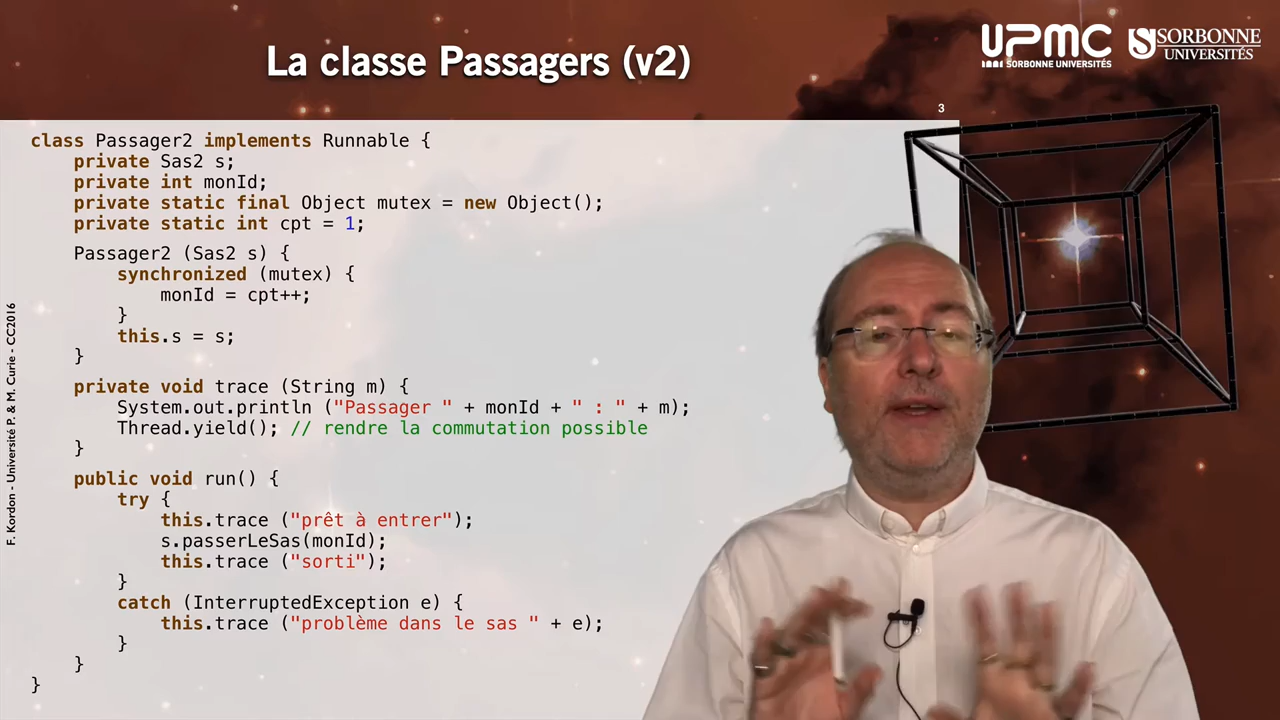 La classe Passagers (v2)
UPMC
SORBONNE UNIVERSITÉS
S SORBONNE
UNIVERSITÉS
3
class Passager2 implements Runnable {
    private Sas2 s;
    private int monId;
    private static final Object mutex = new Object();
    private static int cpt = 1;
    Passager2 (Sas2 s) {
        synchronized (mutex) {
            monId = cpt++;
        }
        this.s = s;
    }
    private void trace (String m) {
        System.out.println ("Passager " + monId + " : " + m);
        Thread.yield(); // rendre la commutation possible
    }
    public void run() {
        try {
            this.trace ("prêt à entrer");
            s.passerLeSas(monId);
            this.trace ("sorti");
        }
        catch (InterruptedException e) {
            this.trace ("problème dans le sas " + e);
        }
    }
}
F. Kordon - Université P. & M. Curie - CC2016